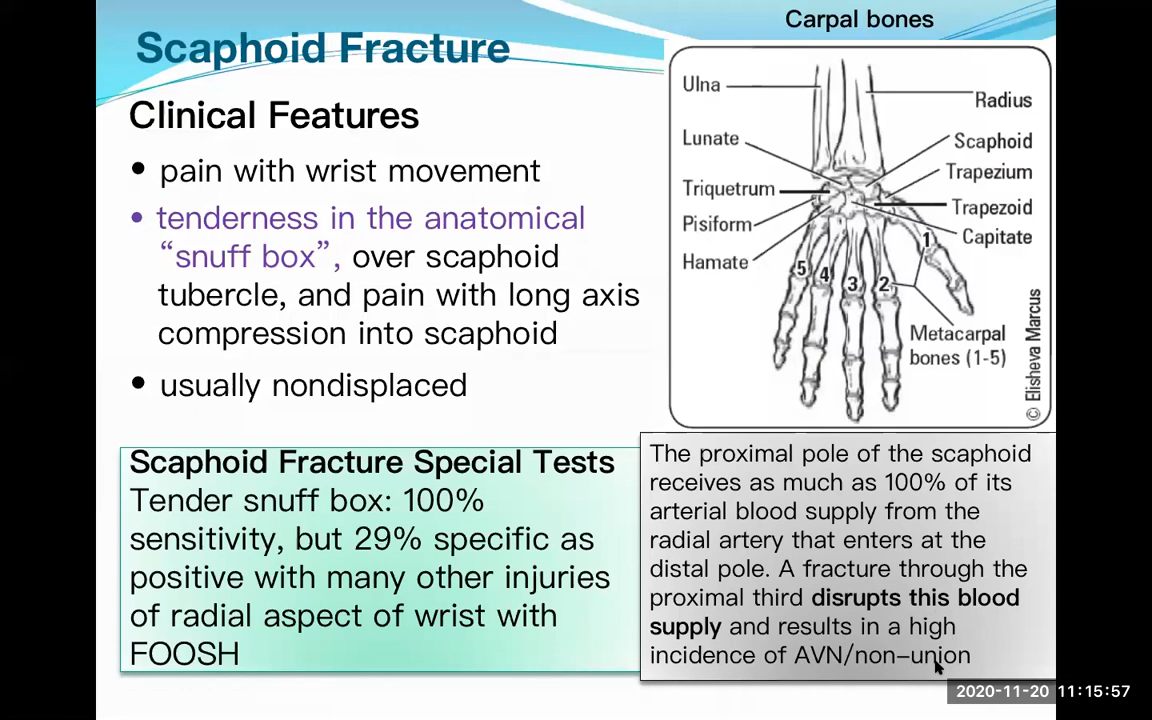 Carpal bones
Scaphoid Fracture
Clinical Features
• pain with wrist movement
• tenderness in the anatomical
“snuff box”, over scaphoid
tubercle, and pain with long axis
compression into scaphoid
• usually nondisplaced
Ulna
Radius
Lunate
Scaphoid
Trapezium
Triquetrum
Trapezoid
Pisiform
Capitate
Hamate
1
5
4
3
2
Metacarpal
bones (1-5)
© Elisheva Marcus
Scaphoid Fracture Special Tests
Tender snuff box: 100%
sensitivity, but 29% specific as
positive with many other injuries
of radial aspect of wrist with
FOOSH
The proximal pole of the scaphoid
receives as much as 100% of its
arterial blood supply from the
radial artery that enters at the
distal pole. A fracture through the
proximal third disrupts this blood
supply and results in a high
incidence of AVN/non–union
2020-11-20 11:15:57